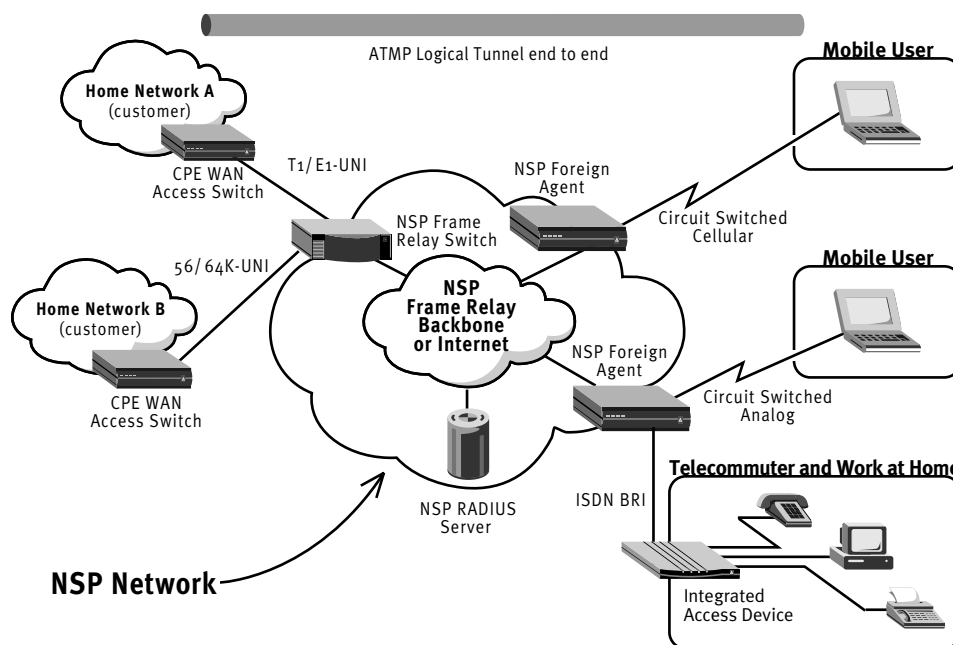 ATMP Logical Tunnel end to end
Mobile User
Home Network A
(customer)
CPE WAN
Access Switch
T1/E1-UNI
NSP Foreign
Agent
NSP Frame
Relay Switch
Circuit Switched
Cellular
56/64K-UNI
Mobile User
Home Network B
(customer)
NSP
Frame Relay
Backbone
or Internet
NSP Foreign
Agent
CPE WAN
Access Switch
Circuit Switched
Analog
Telecommuter and Work at Home
NSP RADIUS
Server
ISDN BRI
NSP Network
Integrated
Access Device